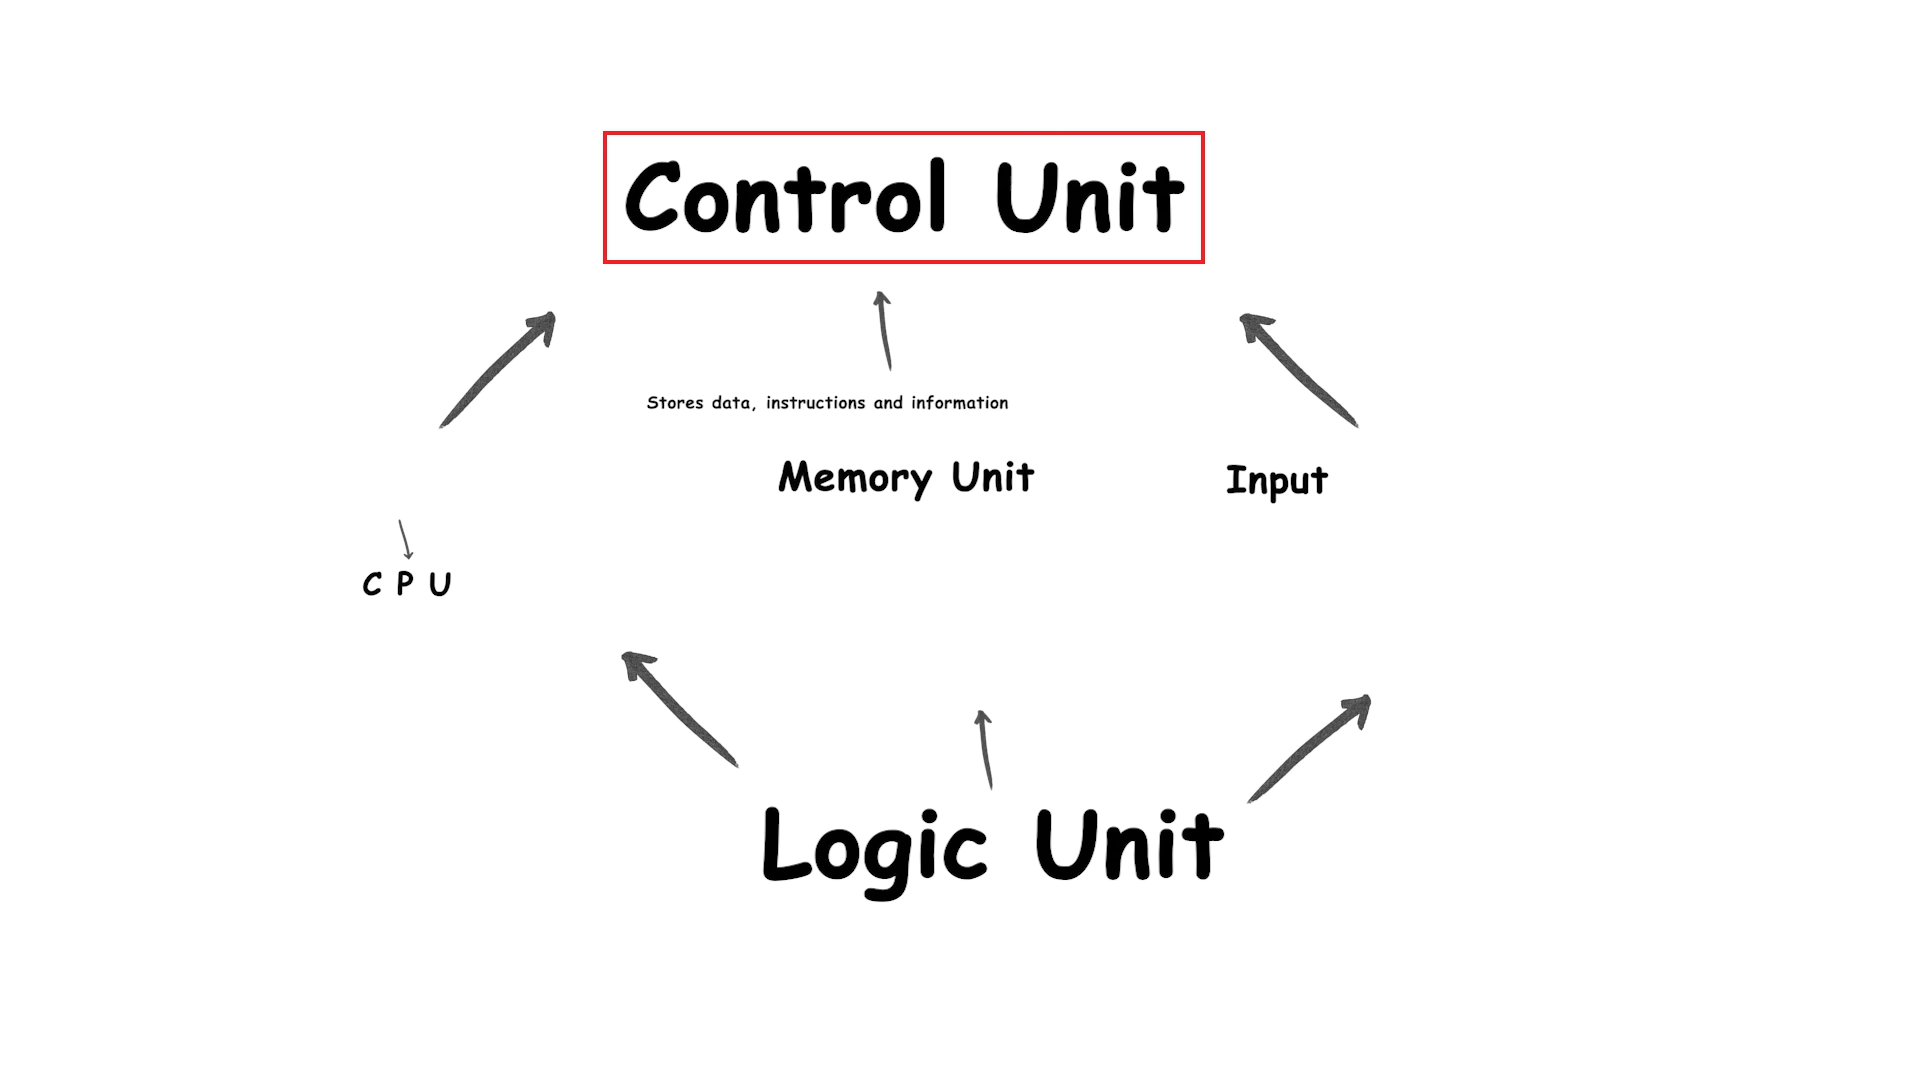 Control Unit
Stores data, instructions and information
Memory Unit
Input
C P U
Logic Unit